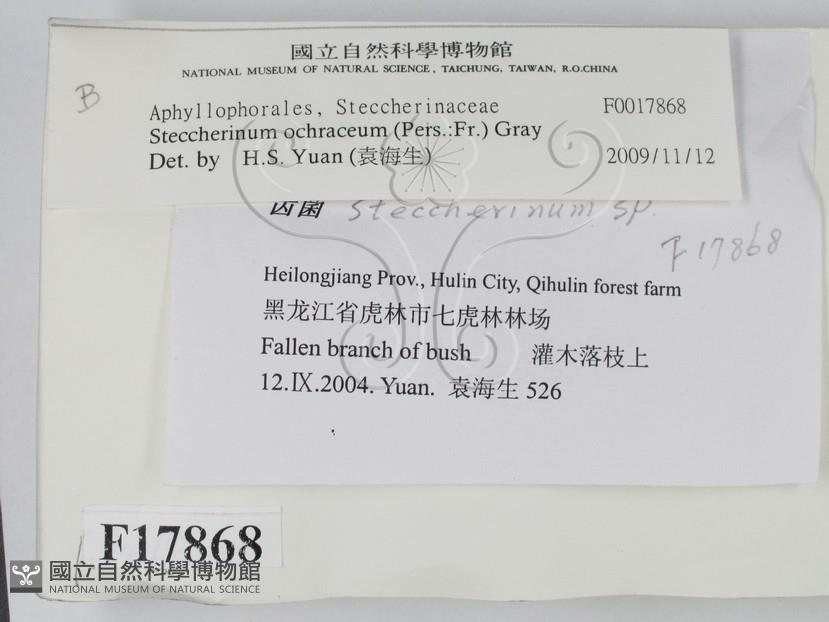 國立自然科學博物館
NATIONAL MUSEUM OF NATURAL SCIENCE, TAICHUNG, TAIWAN, R.O.CHINA
B
Aphyllophorales, Steccherinaceae F0017868
Steccherinum ochraceum (Pers.:Fr.) Gray
Det. by H.S. Yuan (袁海生) 2009/11/12
齿菌 Steccherinum sp.
F17868
Heilongjiang Prov., Hulin City, Qihulin forest farm
黑龙江省虎林市七虎林林场
Fallen branch of bush 灌木落枝上
12.Ⅸ.2004. Yuan. 袁海生 526
F17868
國立自然科學博物館
NATIONAL MUSEUM OF NATURAL SCIENCE